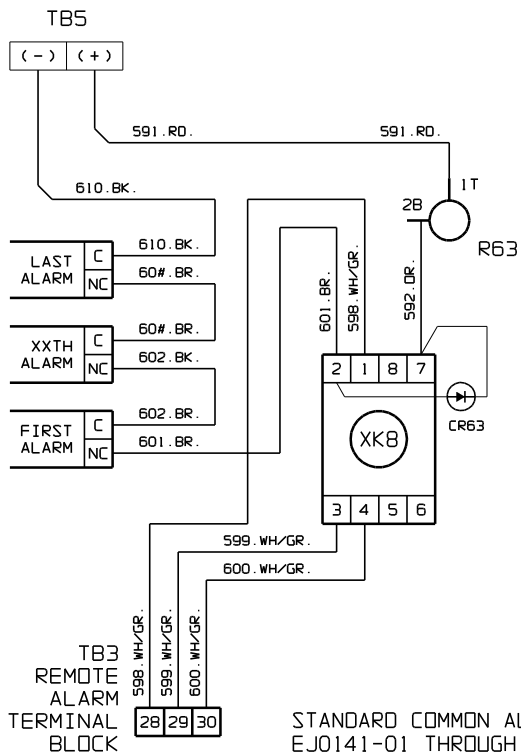 TB5
(-) (+)
591.RD. 591.RD.
610.BK.
1T
2B
R63
LAST ALARM C NC
610.BK.
60#.BR.
601.BR.
598.WH/GR.
592.OR.
XXTH ALARM C NC
60#.BR.
602.BK.
2 1 8 7
CR63
FIRST ALARM C NC
602.BR.
601.BR.
XK8
3 4 5 6
599.WH/GR.
600.WH/GR.
598.WH/GR.
599.WH/GR.
600.WH/GR.
TB3
REMOTE
ALARM
TERMINAL
BLOCK
28 29 30
STANDARD COMMON AL
EJ0141-01 THROUGH